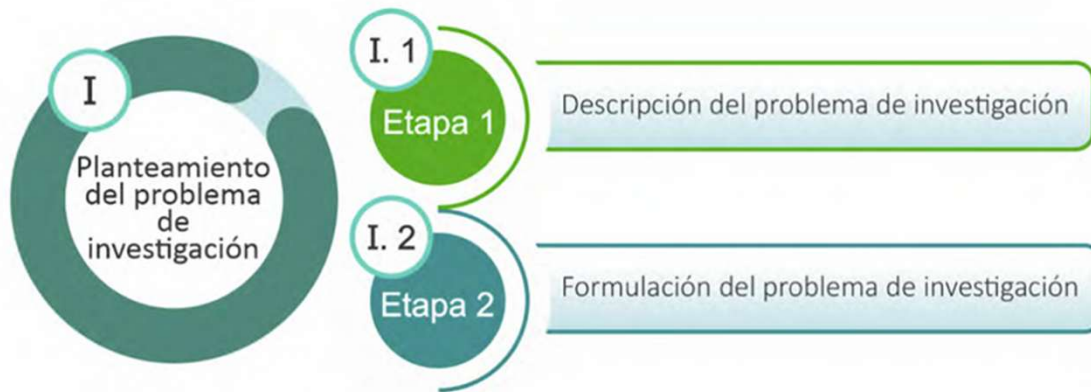 I
Planteamiento
del problema
de
investigación
I. 1
Etapa 1
Descripción del problema de investigación
I. 2
Etapa 2
Formulación del problema de investigación